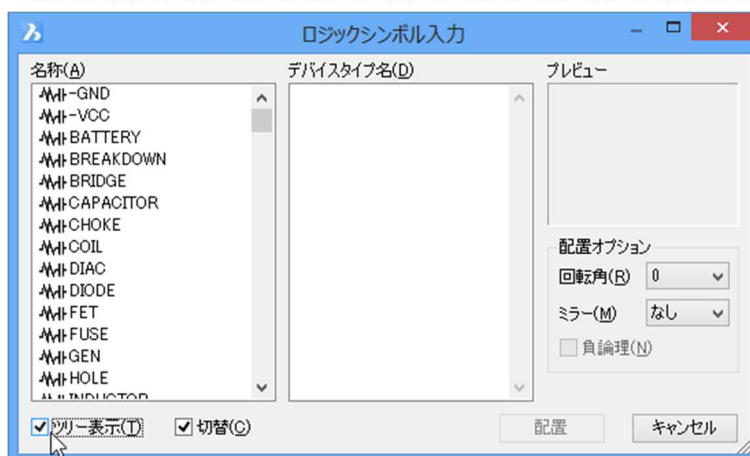 ロジックシンボル入力
名称(A)
デバイスタイプ名(D)
プレビュー
-GND
-VCC
BATTERY
BREAKDOWN
BRIDGE
CAPACITOR
CHOKE
COIL
DIAC
DIODE
FET
FUSE
GEN
HOLE
INDUCTOR
配置オプション
回転角(R) 0
ミラー(M) なし
負論理(N)
ツリー表示(T)
切替(C)
配置
キャンセル